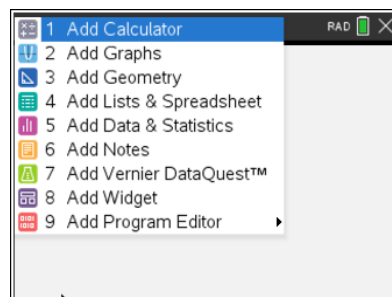 1 Add Calculator
RAD
2 Add Graphs
3 Add Geometry
4 Add Lists & Spreadsheet
5 Add Data & Statistics
6 Add Notes
7 Add Vernier DataQuest™
8 Add Widget
9 Add Program Editor